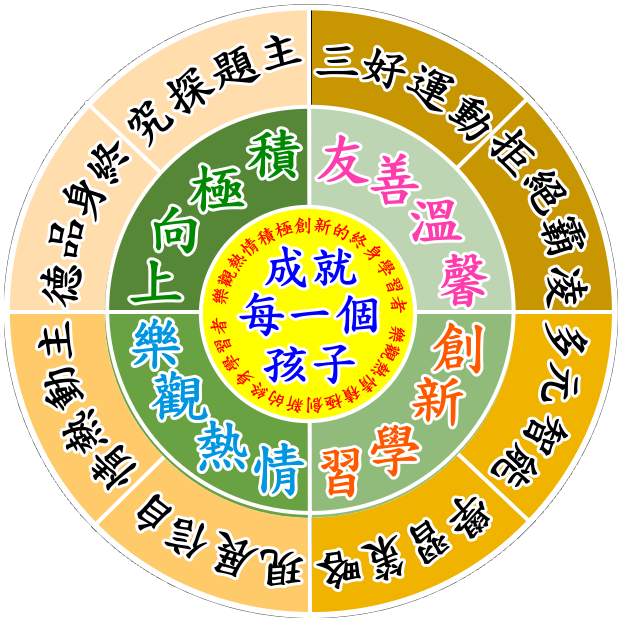 三好運動
拒絕霸凌
多元智能
學習策略
主題探究
終身品德
主動熱情
自信展現
友善溫馨
創新學習
積極向上
樂觀熱情
樂觀熱情積極創新的終身學習者
樂觀熱情積極創新的終身學習者
成就
每一個
孩子